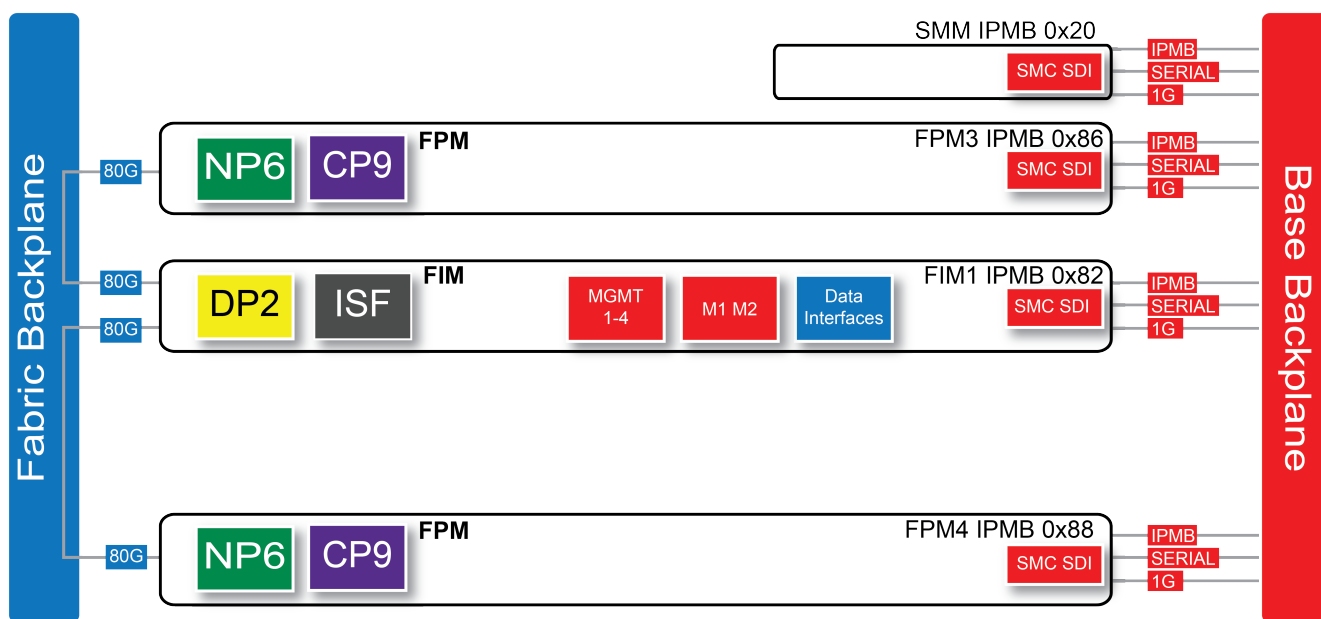 Fabric Backplane
SMM IPMB 0x20
SMC SDI
IPMB
SERIAL
1G
80G
NP6
CP9
FPM
FPM3 IPMB 0x86
SMC SDI
IPMB
SERIAL
1G
80G
80G
DP2
ISF
FIM
MGMT
1-4
M1 M2
Data
Interfaces
FIM1 IPMB 0x82
SMC SDI
IPMB
SERIAL
1G
80G
NP6
CP9
FPM
FPM4 IPMB 0x88
SMC SDI
IPMB
SERIAL
1G
Base Backplane